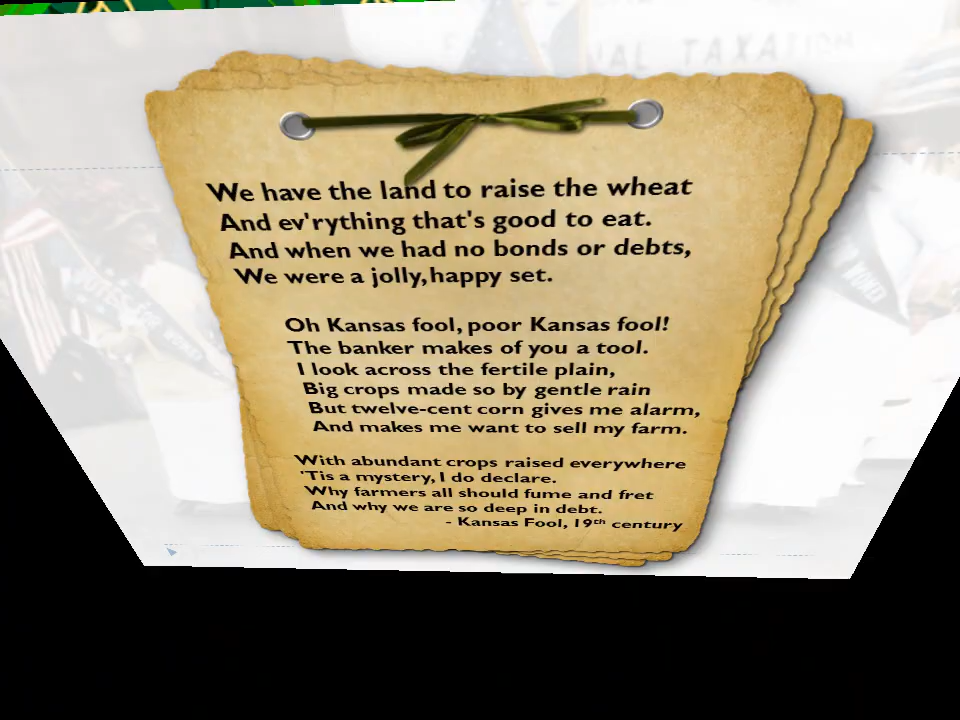 AL TAXATION
We have the land to raise the wheat
And ev'rything that's good to eat.
And when we had no bonds or debts,
We were a jolly,happy set.
Oh Kansas fool, poor Kansas fool!
The banker makes of you a tool.
I look across the fertile plain,
Big crops made so by gentle rain
But twelve-cent corn gives me alarm,
And makes me want to sell my farm.
With abundant crops raised everywhere
'Tis a mystery, I do declare.
Why farmers all should fume and fret
And why we are so deep in debt.
- Kansas Fool, 19th century
VOTES FOR WOMEN